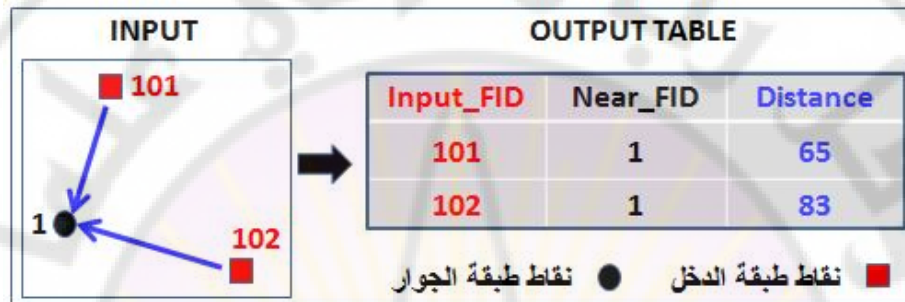 INPUT
OUTPUT TABLE
101
1
102
Input_FID Near_FID Distance
101 1 65
102 1 83
نقاط طبقة الدخل نقاط طبقة الجوار